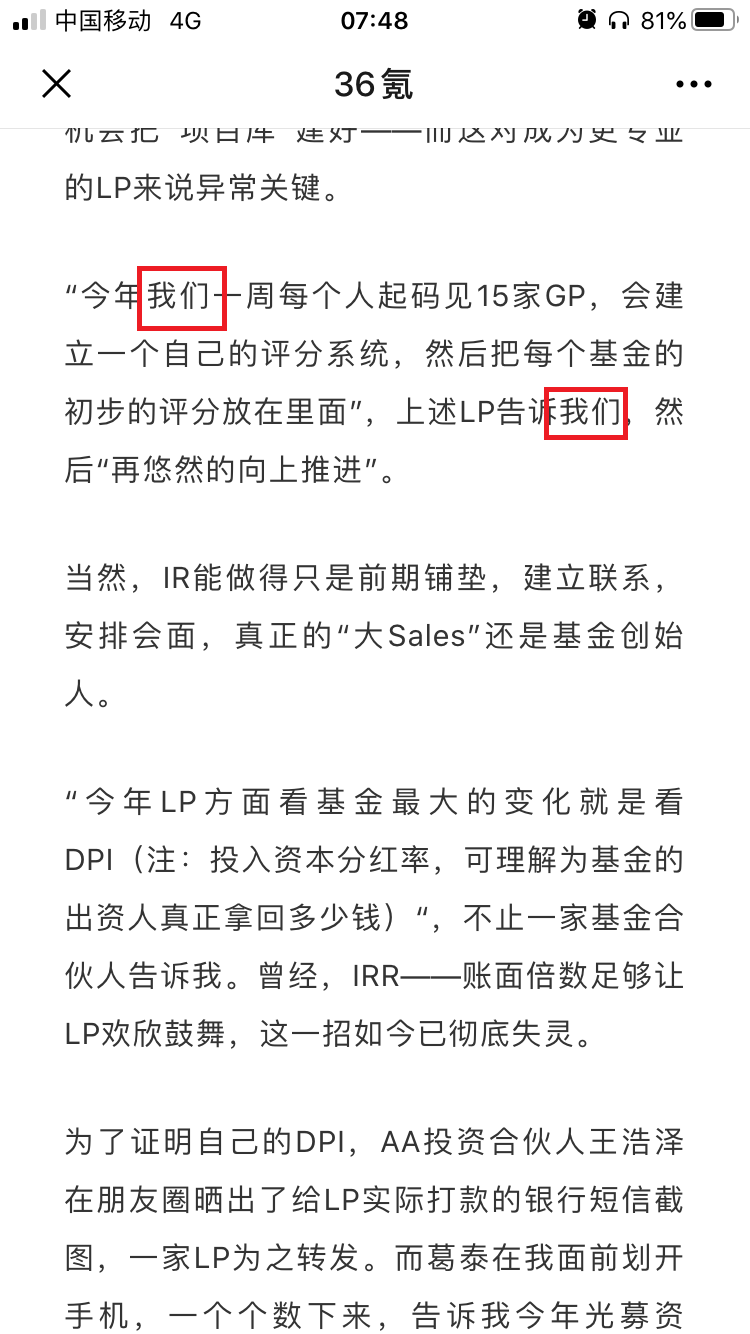 中国移动 4G 07:48 81%
36氪
机会把“项目库”建好——而这对成为更专业
的LP来说异常关键。
“今年我们一周每个人起码见15家GP，会建
立一个自己的评分系统，然后把每个基金的
初步的评分放在里面”，上述LP告诉我们，然
后“再悠然的向上推进”。
当然，IR能做得只是前期铺垫，建立联系，
安排会面，真正的“大Sales”还是基金创始
人。
“今年LP方面看基金最大的变化就是看
DPI（注：投入资本分红率，可理解为基金的
出资人真正拿回多少钱）“，不止一家基金合
伙人告诉我。曾经，IRR——账面倍数足够让
LP欢欣鼓舞，这一招如今已彻底失灵。
为了证明自己的DPI，AA投资合伙人王浩泽
在朋友圈晒出了给LP实际打款的银行短信截
图，一家LP为之转发。而葛泰在我面前划开
手机，一个个数下来，告诉我今年光募资